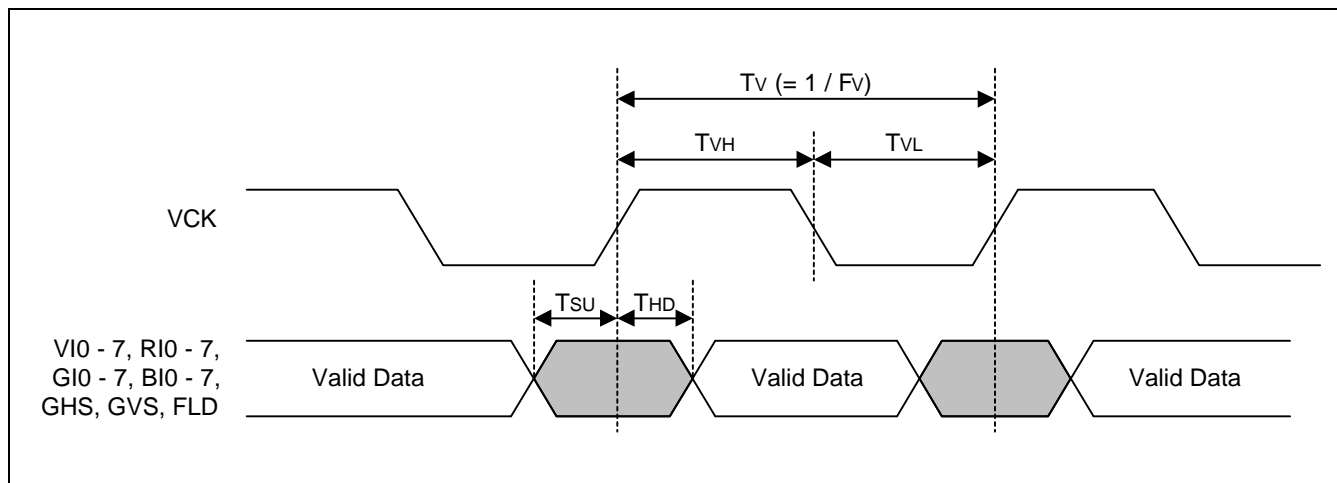 TV (= 1 / FV)
TVH
TVL
VCK
TSU
THD
VI0 - 7, RI0 - 7,
GI0 - 7, BI0 - 7,
GHS, GVS, FLD
Valid Data
Valid Data
Valid Data